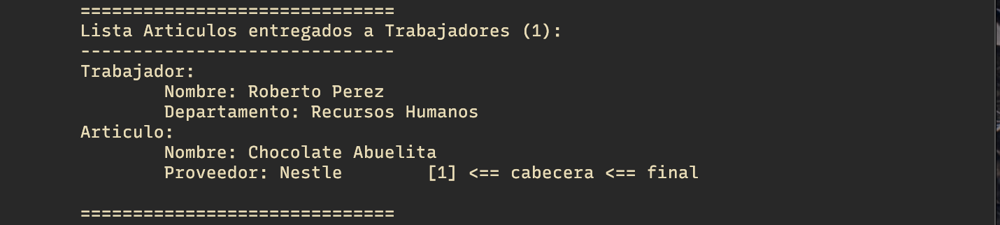 ==============================
Lista Articulos entregados a Trabajadores (1):
------------------------------
Trabajador:
        Nombre: Roberto Perez
        Departamento: Recursos Humanos
Articulo:
        Nombre: Chocolate Abuelita
        Proveedor: Nestle        [1] <== cabecera <== final
==============================